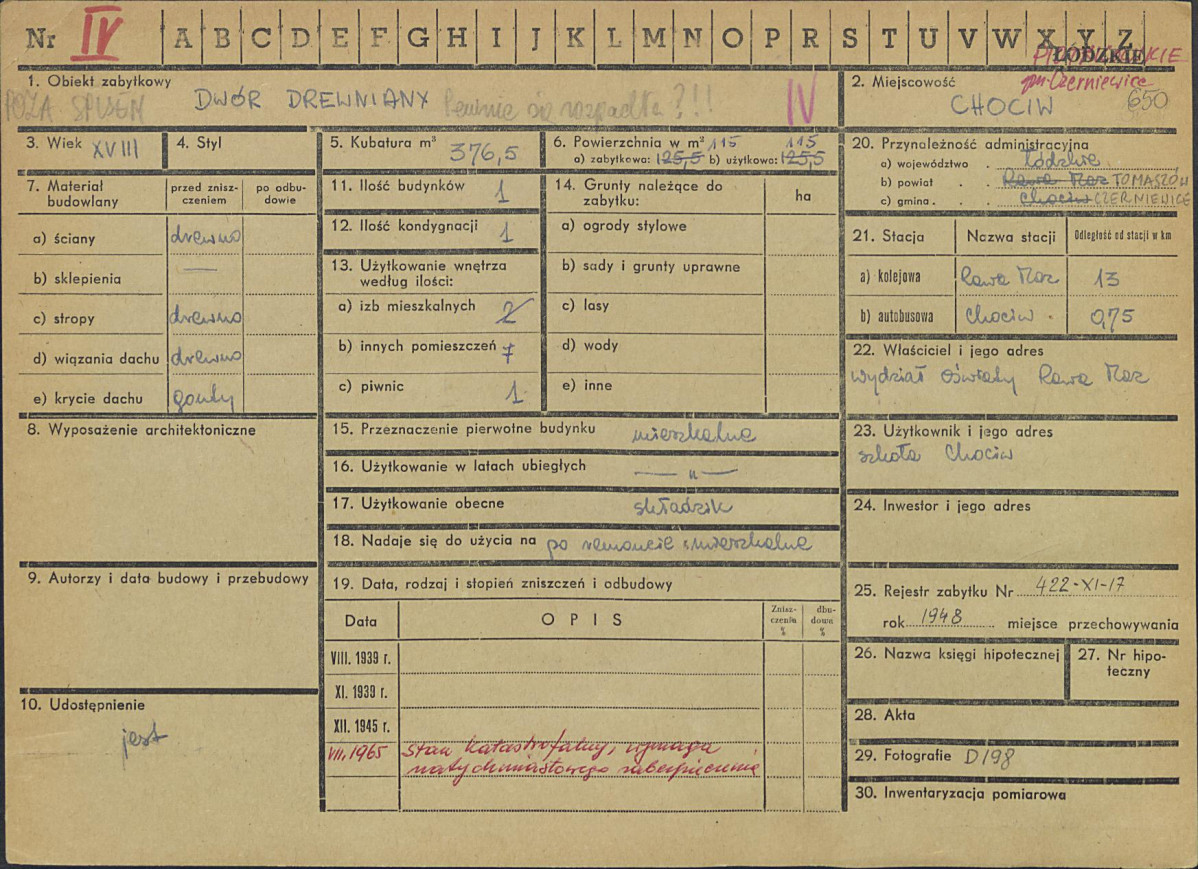 Nr IV A B C D E F G H I J K L M N O P R S T U V W X Y Z
ŁÓDZKIE
pow. Czerniewice
1. Obiekt zabytkowy
POZA SPISEM
DWÓR DREWNIANY
Pewnie się rozpadła?!!
IV
2. Miejscowość
CHOCIW
650
3. Wiek XVIII
4. Styl
5. Kubatura m³
376,5
6. Powierzchnia w m² 115 115
a) zabytkowa: 125,5 b) użytkowa: 125,5
7. Materiał budowlany
przed zniszczeniem
po odbudowie
a) ściany drewno
b) sklepienia —
c) stropy drewno
d) wiązania dachu drewno
e) krycie dachu gonty
8. Wyposażenie architektoniczne
9. Autorzy i data budowy i przebudowy
10. Udostępnienie
jest
11. Ilość budynków 1
12. Ilość kondygnacji 1
13. Użytkowanie wnętrza
według ilości:
a) izb mieszkalnych 2
b) innych pomieszczeń 7
c) piwnic 1
14. Grunty należące do
zabytku:
ha
a) ogrody stylowe
b) sady i grunty uprawne
c) lasy
d) wody
e) inne
15. Przeznaczenie pierwotne budynku mieszkalne
16. Użytkowanie w latach ubiegłych — „ —
17. Użytkowanie obecne składzik
18. Nadaje się do użycia na po remoncie mieszkalne
19. Data, rodzaj i stopień zniszczeń i odbudowy
Data
OPIS
Zniszczenia %
dbudowa %
VIII. 1939 r.
XI. 1939 r.
XII. 1945 r.
VII. 1965 stan katastrofalny, wymaga
natychmiastowego zabezpieczenia
20. Przynależność administracyjna
a) województwo Łódzkie
b) powiat Rawa Maz TOMASZÓW
c) gmina Chociw CZERNIEWICE
21. Stacja
Nazwa stacji
Odległość od stacji w km
a) kolejowa Rawa Maz 13
b) autobusowa Chociw 0,75
22. Właściciel i jego adres
Wydział Oświaty Rawa Maz
23. Użytkownik i jego adres
szkoła Chociw
24. Inwestor i jego adres
25. Rejestr zabytku Nr 422-XI-17
rok 1948 miejsce przechowywania
26. Nazwa księgi hipotecznej
27. Nr hipoteczny
28. Akta
29. Fotografie D198
30. Inwentaryzacja pomiarowa